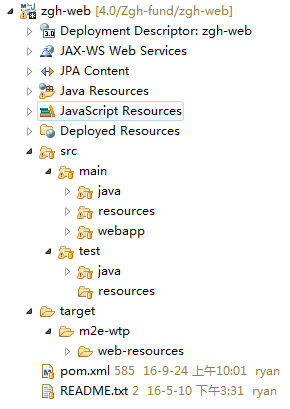 zgh-web [4.0/Zgh-fund/zgh-web]
Deployment Descriptor: zgh-web
JAX-WS Web Services
JPA Content
Java Resources
JavaScript Resources
Deployed Resources
src
main
java
resources
webapp
test
java
resources
target
m2e-wtp
web-resources
pom.xml 585 16-9-24 上午10:01 ryan
README.txt 2 16-5-10 下午3:31 ryan